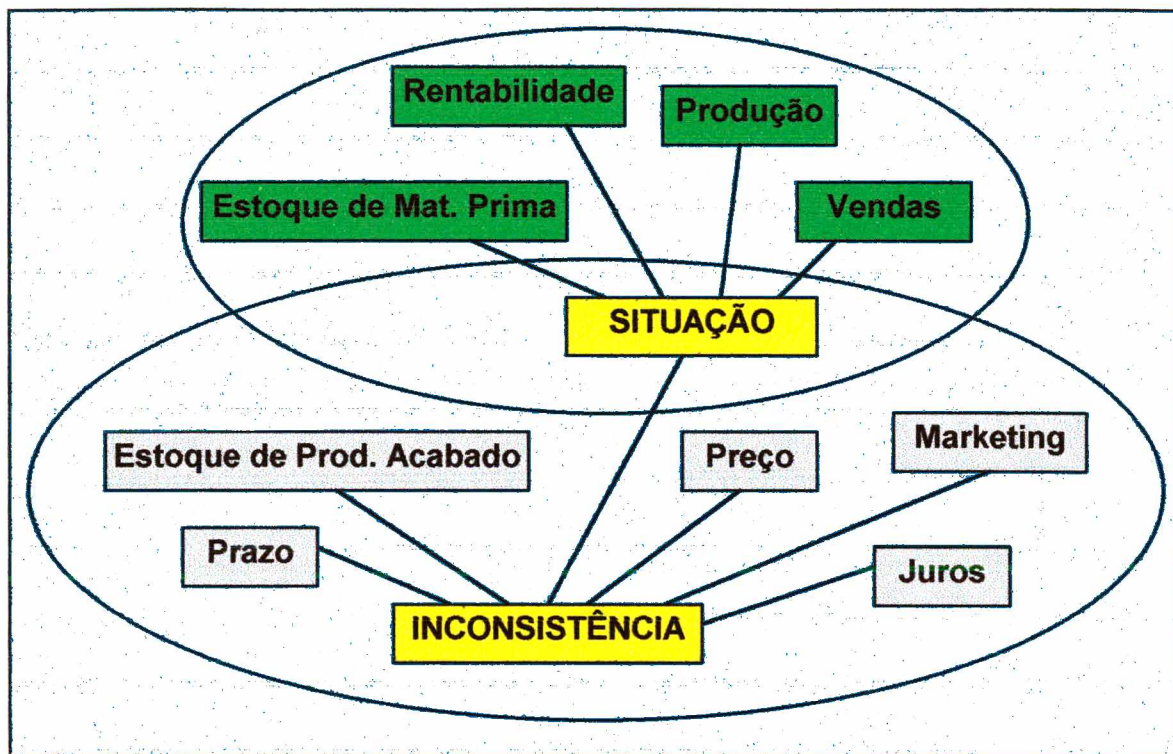 Rentabilidade
Produção
Estoque de Mat. Prima
Vendas
SITUAÇÃO
Marketing
Estoque de Prod. Acabado
Preço
Prazo
Juros
INCONSISTÊNCIA